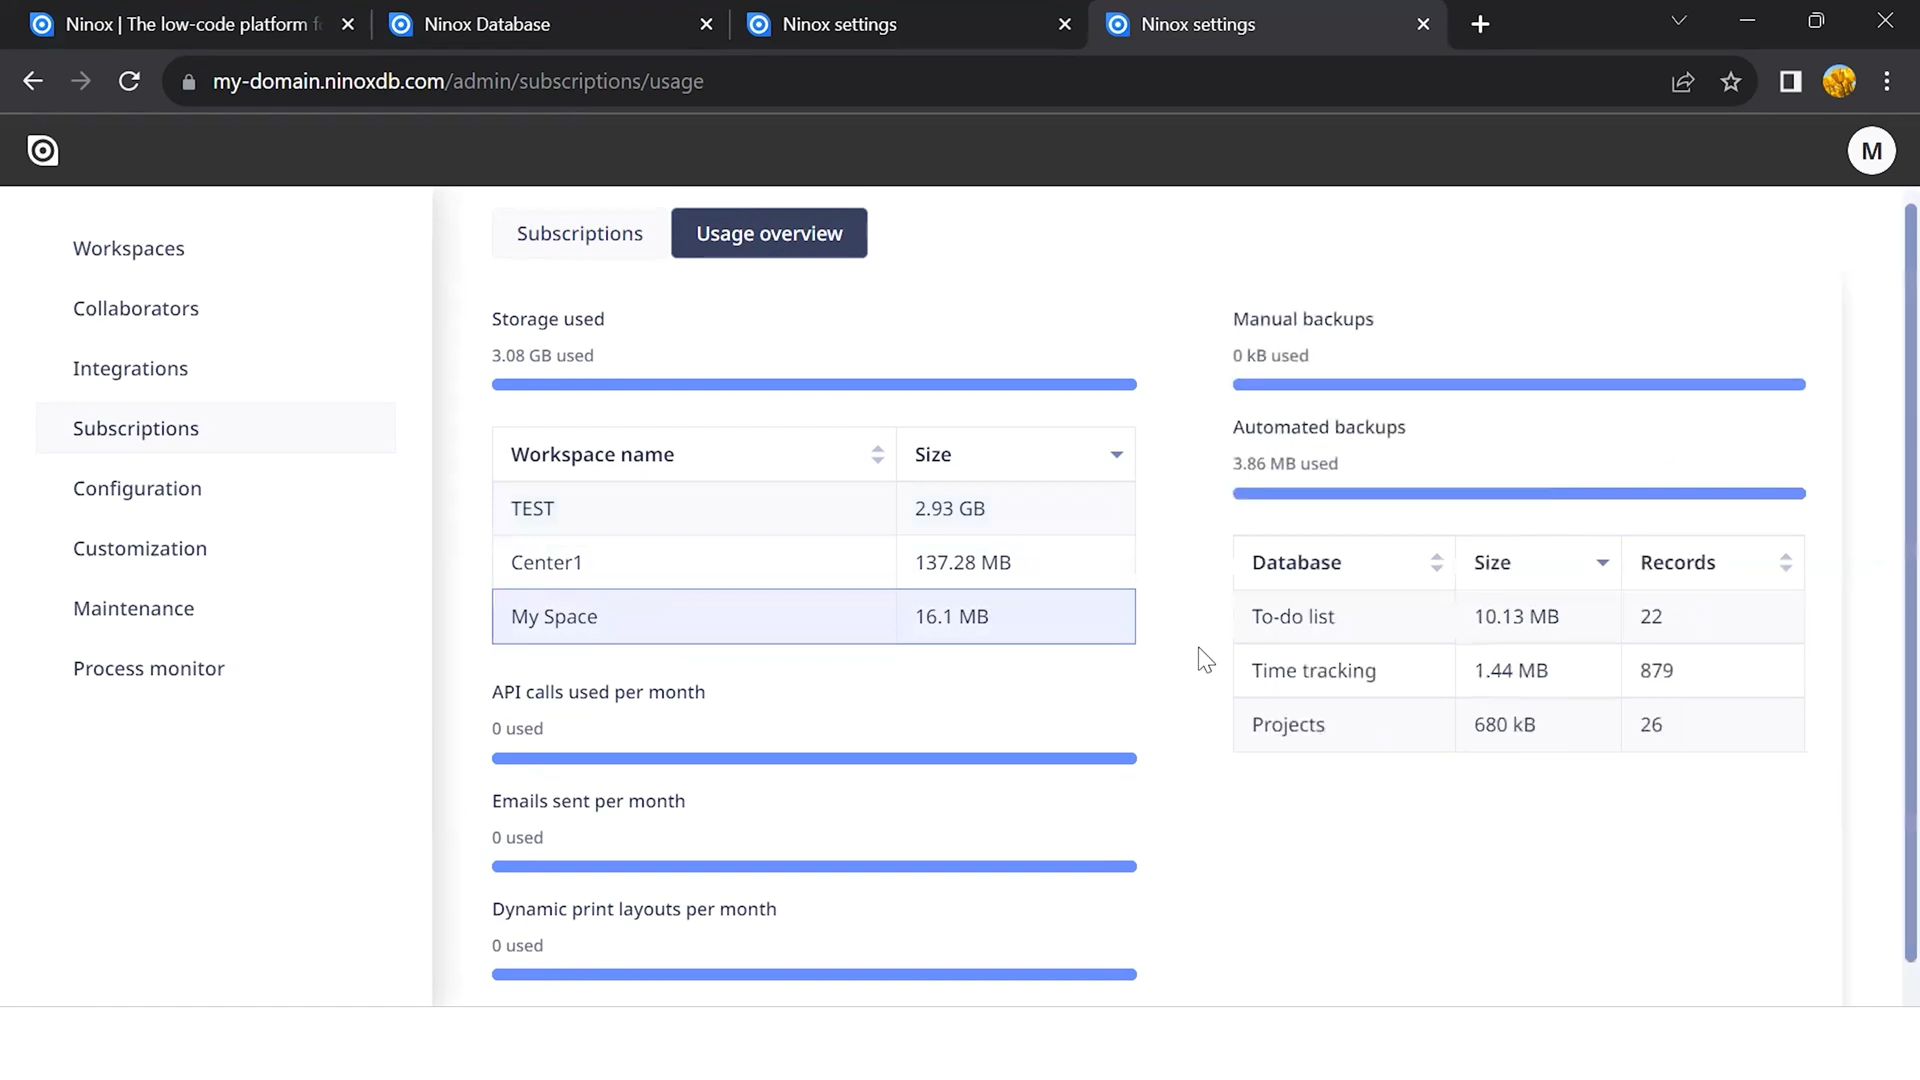 Ninox | The low-code platform f
Ninox Database
Ninox settings
Ninox settings
my-domain.ninoxdb.com/admin/subscriptions/usage
M
Workspaces
Collaborators
Integrations
Subscriptions
Configuration
Customization
Maintenance
Process monitor
Subscriptions
Usage overview
Storage used
3.08 GB used
Workspace name Size
TEST 2.93 GB
Center1 137.28 MB
My Space 16.1 MB
API calls used per month
0 used
Emails sent per month
0 used
Dynamic print layouts per month
0 used
Manual backups
0 kB used
Automated backups
3.86 MB used
Database Size Records
To-do list 10.13 MB 22
Time tracking 1.44 MB 879
Projects 680 kB 26